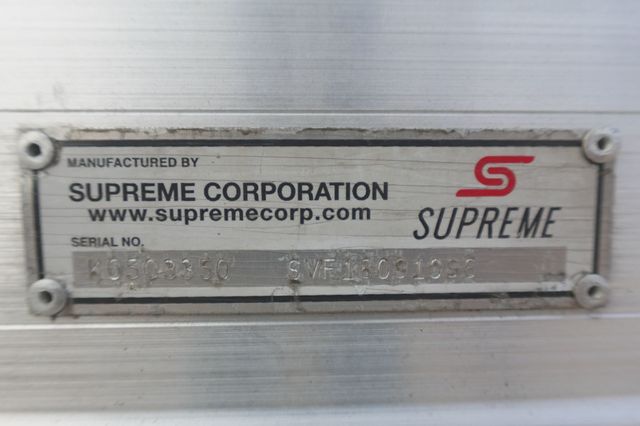 MANUFACTURED BY
SUPREME CORPORATION
www.supremecorp.com
SUPREME
SERIAL NO.